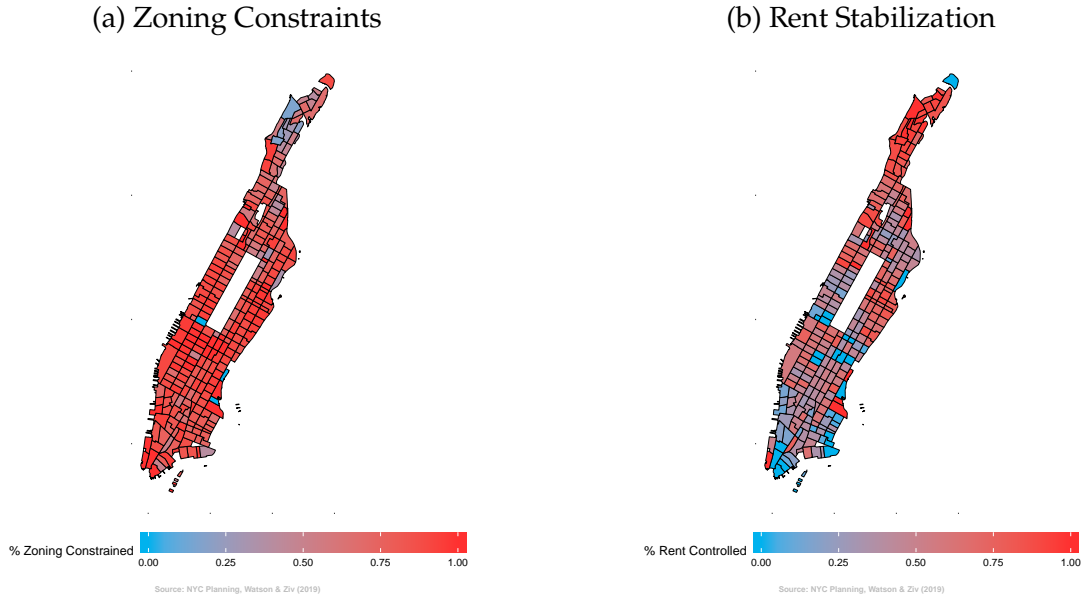 (a) Zoning Constraints
(b) Rent Stabilization
% Zoning Constrained
0.00 0.25 0.50 0.75 1.00
Source: NYC Planning, Watson & Ziv (2019)
% Rent Controlled
0.00 0.25 0.50 0.75 1.00
Source: NYC Planning, Watson & Ziv (2019)